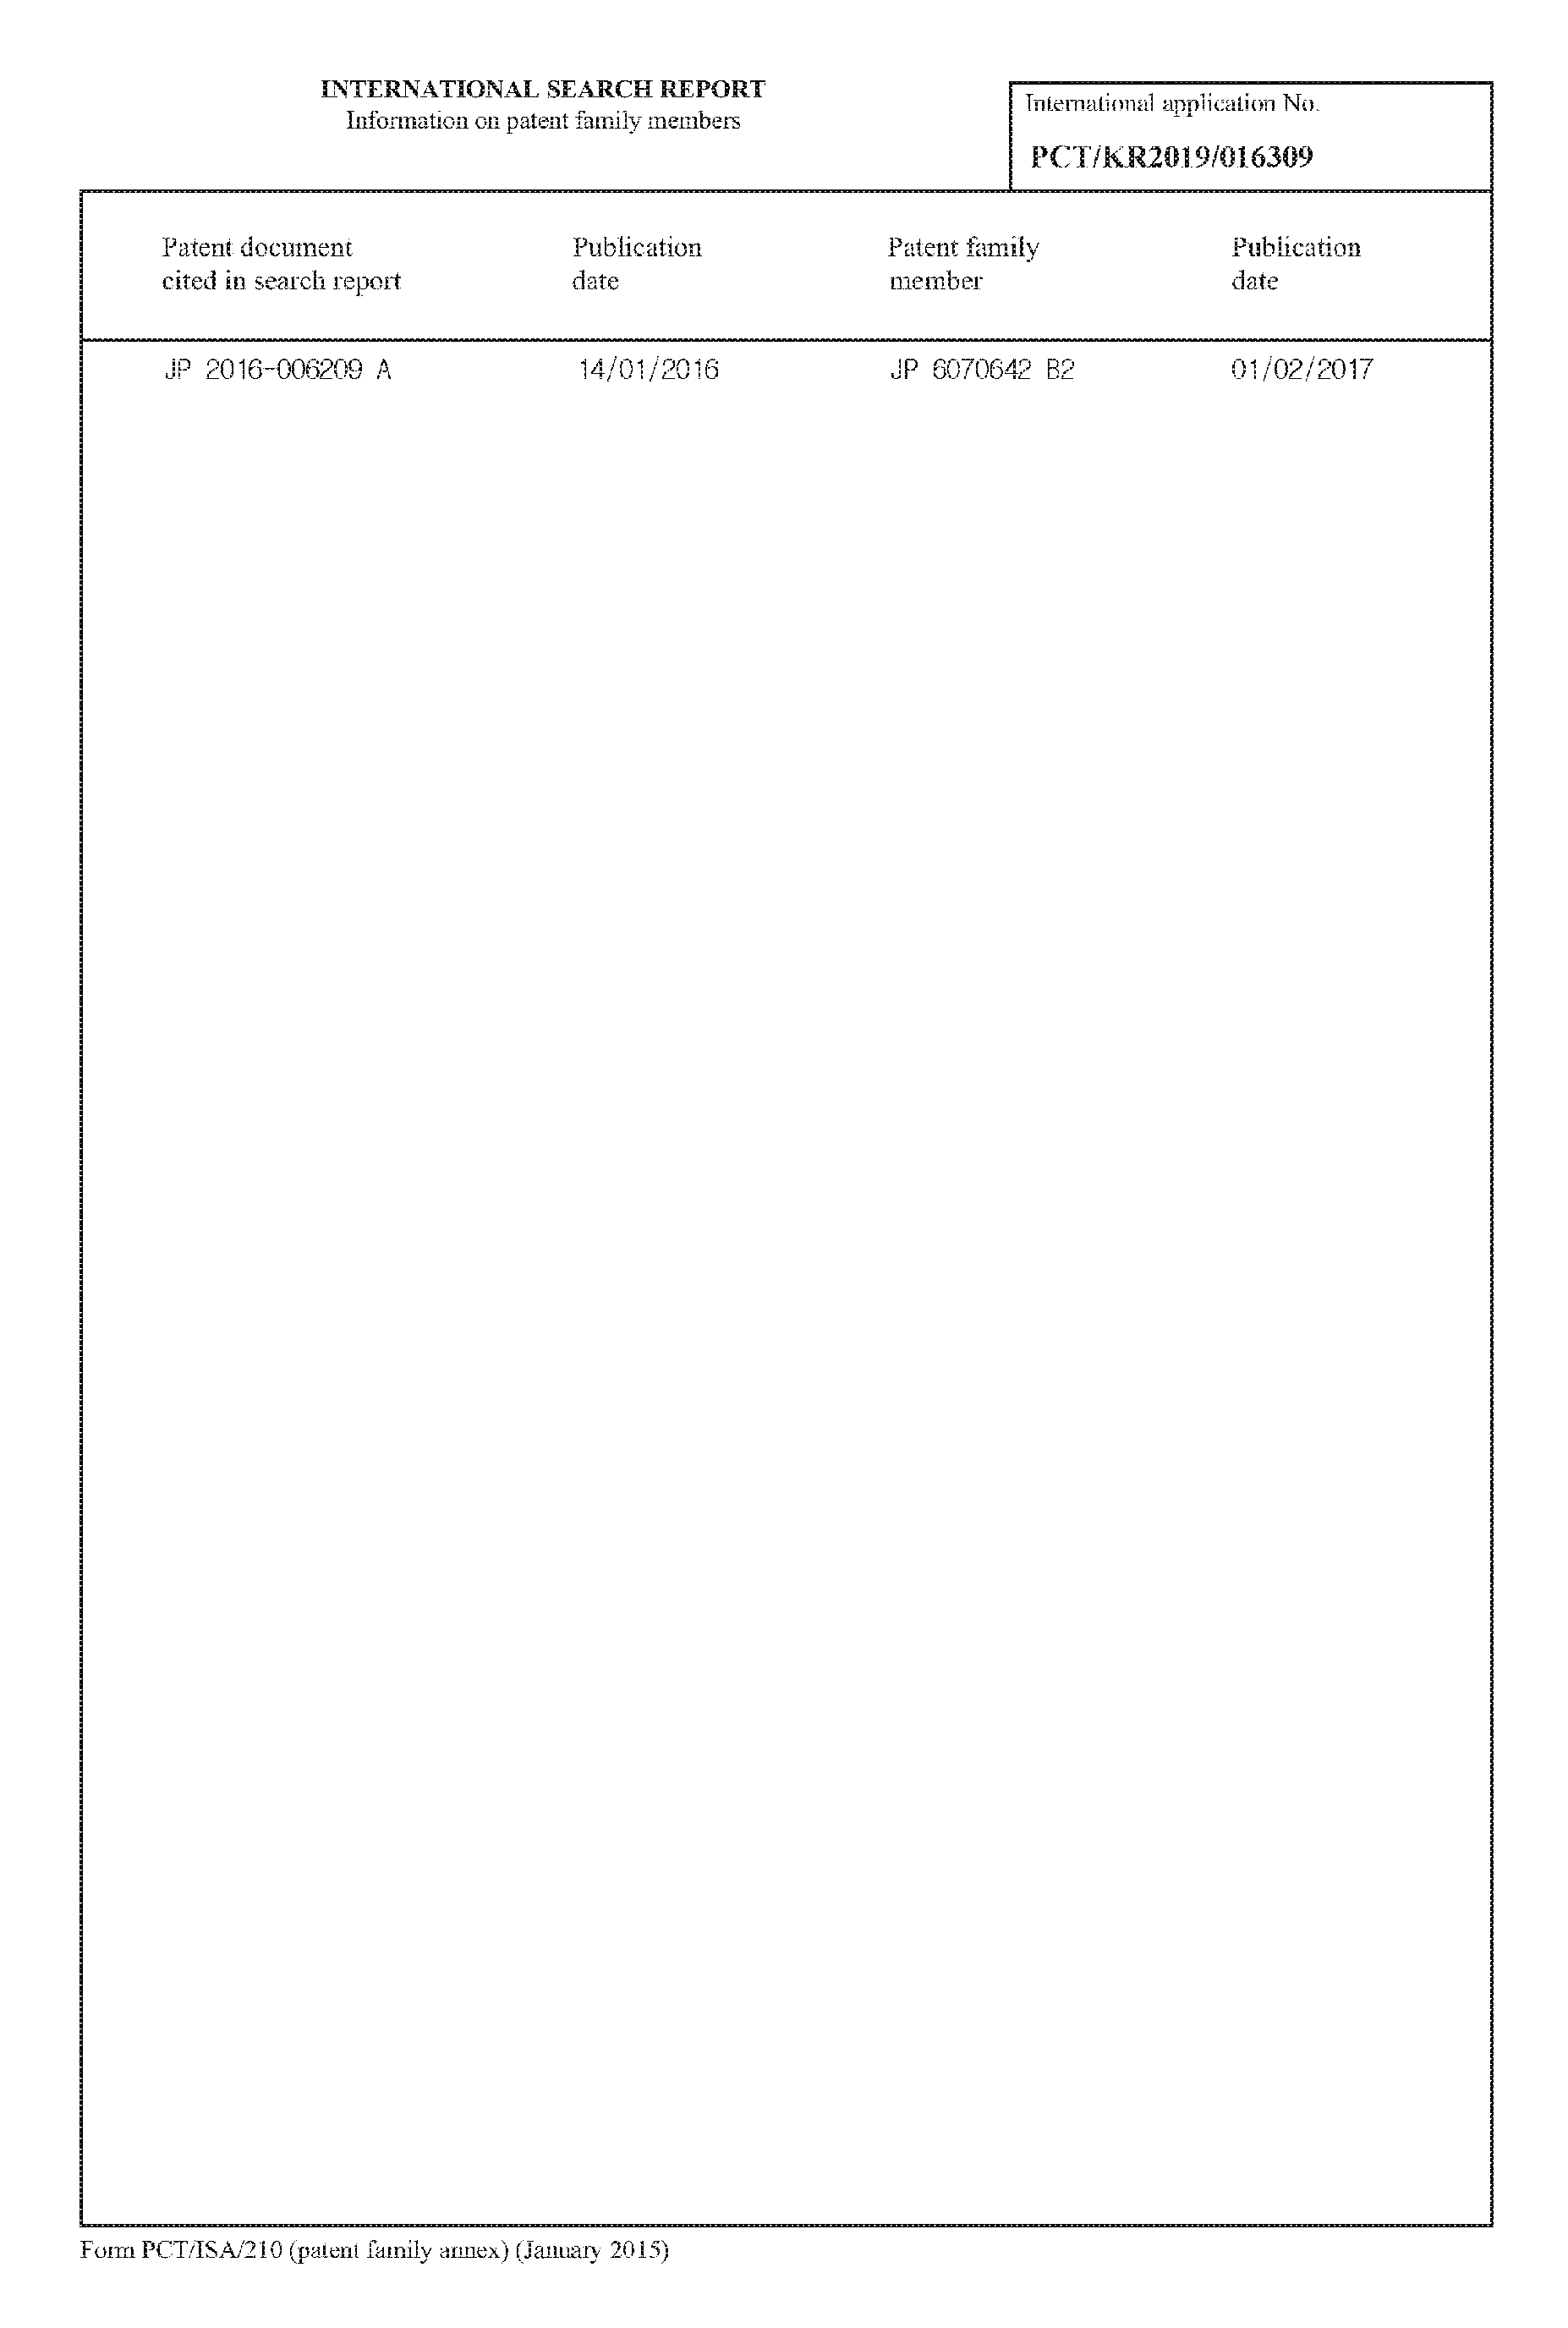 INTERNATIONAL SEARCH REPORT
Information on patent family members
International application No.
PCT/KR2019/016309
Patent document
cited in search report
Publication
date
Patent family
member
Publication
date
JP 2016-006209 A 14/01/2016 JP 6070642 B2 01/02/2017
Form PCT/ISA/210 (patent family annex) (January 2015)